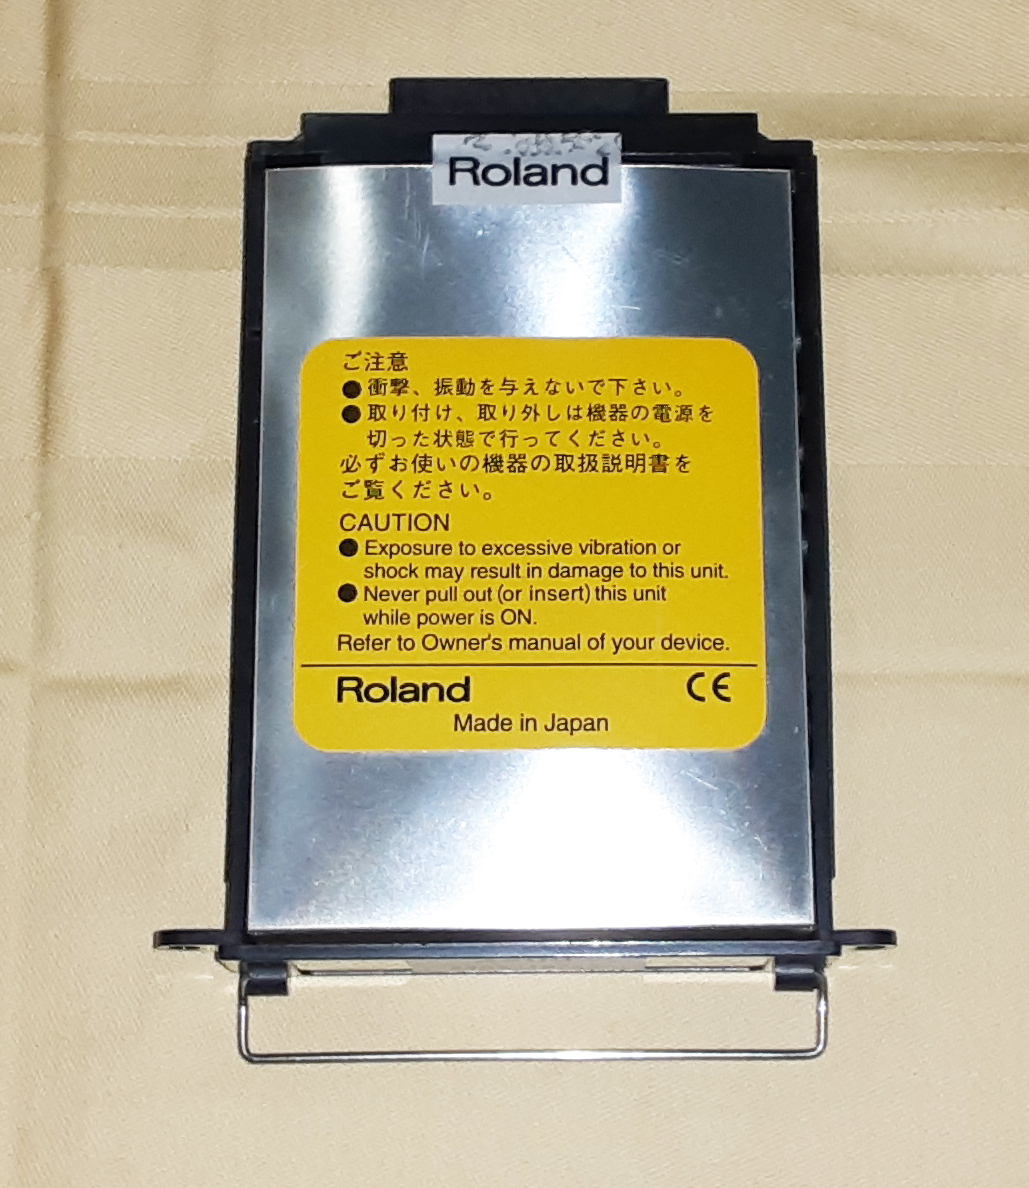 Roland
ご注意
●衝撃、振動を与えないで下さい。
●取り付け、取り外しは機器の電源を
切った状態で行ってください。
必ずお使いの機器の取扱説明書を
ご覧ください。
CAUTION
● Exposure to excessive vibration or
shock may result in damage to this unit.
● Never pull out (or insert) this unit
while power is ON.
Refer to Owner's manual of your device.
Roland CE
Made in Japan